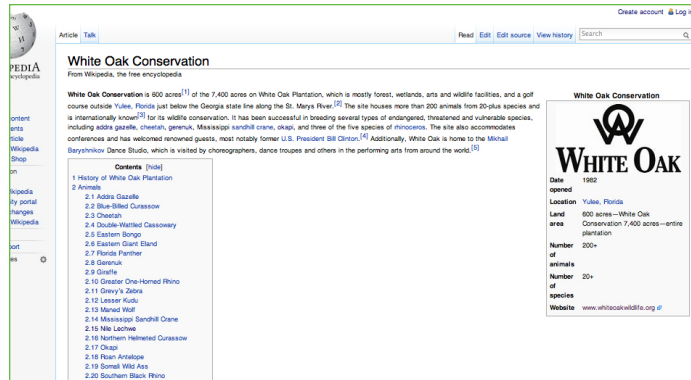 Create account Log i
Article Talk Read Edit Edit source View history Search
PEDIA
cyclopedia
White Oak Conservation
From Wikipedia, the free encyclopedia
White Oak Conservation is 600 acres[1] of the 7,400 acres on White Oak Plantation, which is mostly forest, wetlands, arts and wildlife facilities, and a golf
course outside Yulee, Florida just below the Georgia state line along the St. Marys River.[2] The site houses more than 200 animals from 20-plus species and
is internationally known[3] for its wildlife conservation. It has been successful in breeding several types of endangered, threatened and vulnerable species,
including addra gazelle, cheetah, gerenuk, Mississippi sandhill crane, okapi, and three of the five species of rhinoceros. The site also accommodates
conferences and has welcomed renowned guests, most notably former U.S. President Bill Clinton.[4] Additionally, White Oak is home to the Mikhail
Baryshnikov Dance Studio, which is visited by choreographers, dance troupes and others in the performing arts from around the world.[5]
Contents [hide]
1 History of White Oak Plantation
2 Animals
2.1 Addra Gazelle
2.2 Blue-Billed Curassow
2.3 Cheetah
2.4 Double-Wattled Cassowary
2.5 Eastern Bongo
2.6 Eastern Giant Eland
2.7 Florida Panther
2.8 Gerenuk
2.9 Giraffe
2.10 Greater One-Horned Rhino
2.11 Grevy's Zebra
2.12 Lesser Kudu
2.13 Maned Wolf
2.14 Mississippi Sandhill Crane
2.15 Nile Lechwe
2.16 Northern Helmeted Curassow
2.17 Okapi
2.18 Roan Antelope
2.19 Somali Wild Ass
2.20 Southern Black Rhino
White Oak Conservation
WHITE OAK
Date opened 1982
Location Yulee, Florida
Land area 600 acres—White Oak
Conservation 7,400 acres—entire
plantation
Number of animals 200+
Number of species 20+
Website www.whiteoakwildlife.org
ontent
ents
rticle
Wikipedia
Shop
on
ikipedia
ity portal
changes
Wikipedia
port
es